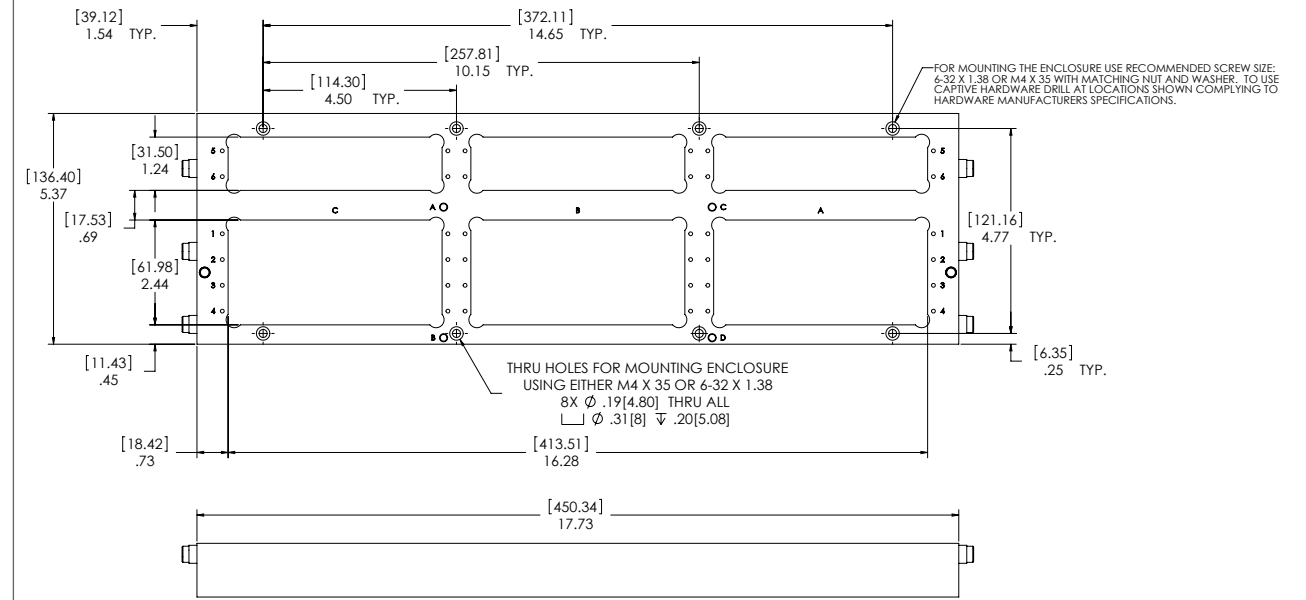 [39.12]
1.54 TYP.
[372.11]
14.65 TYP.
[257.81]
10.15 TYP.
[114.30]
4.50 TYP.
FOR MOUNTING THE ENCLOSURE USE RECOMMENDED SCREW SIZE:
6-32 X 1.38 OR M4 X 35 WITH MATCHING NUT AND WASHER. TO USE
CAPTIVE HARDWARE DRILL AT LOCATIONS SHOWN COMPLYING TO
HARDWARE MANUFACTURERS SPECIFICATIONS.
[136.40]
5.37
[31.50]
1.24
5
6
5
6
[17.53]
.69
C
A
B
C
A
[121.16]
4.77 TYP.
[61.98]
2.44
1
2
3
4
1
2
3
4
B
D
[11.43]
.45
[6.35]
.25 TYP.
THRU HOLES FOR MOUNTING ENCLOSURE
USING EITHER M4 X 35 OR 6-32 X 1.38
8X ⌀ .19[4.80] THRU ALL
⌴ ⌀ .31[8] ↧ .20[5.08]
[18.42]
.73
[413.51]
16.28
[450.34]
17.73